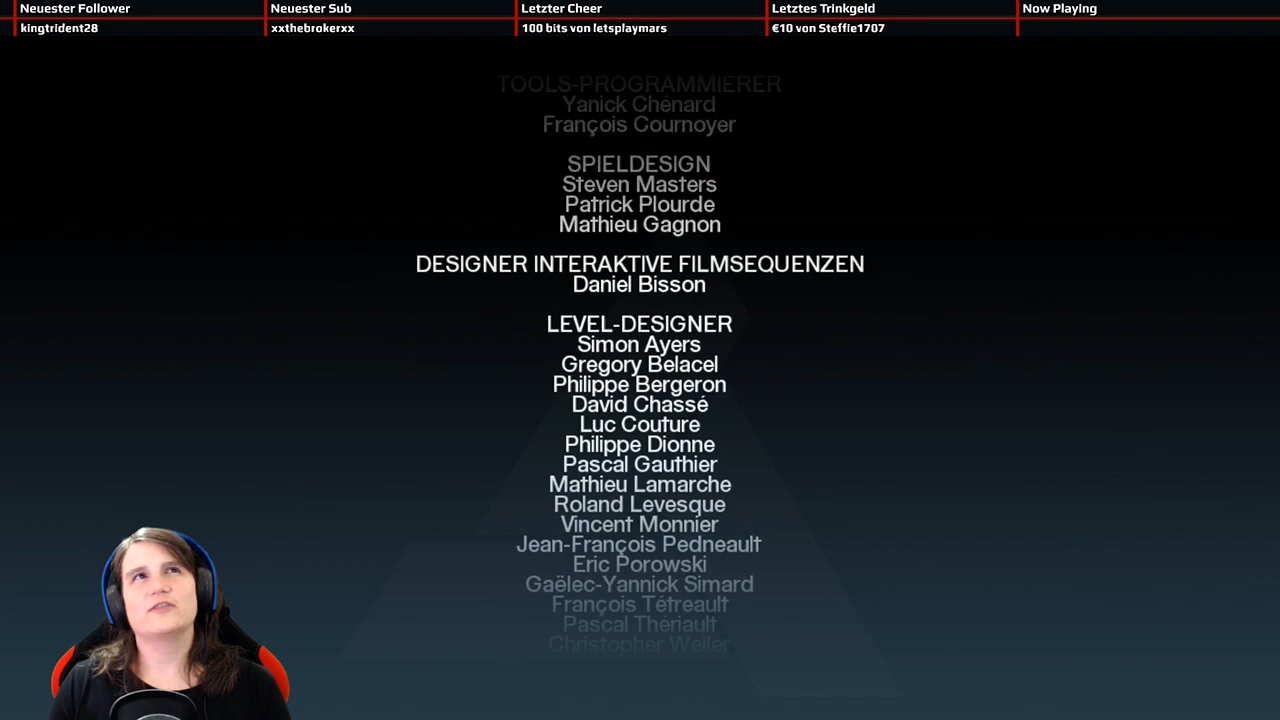 Neuester Follower
Neuester Sub
Letzter Cheer
Letztes Trinkgeld
Now Playing
kingtrident28
xxthebrokerxx
100 bits von letsplaymars
€10 von Steffie1707
TOOLS-PROGRAMMIERER
Yanick Chénard
François Cournoyer
SPIELDESIGN
Steven Masters
Patrick Plourde
Mathieu Gagnon
DESIGNER INTERAKTIVE FILMSEQUENZEN
Daniel Bisson
LEVEL-DESIGNER
Simon Ayers
Gregory Belacel
Philippe Bergeron
David Chassé
Luc Couture
Philippe Dionne
Pascal Gauthier
Mathieu Lamarche
Roland Levesque
Vincent Monnier
Jean-François Pedneault
Eric Porowski
Gaëlec-Yannick Simard
François Tétreault
Pascal Thériault
Christopher Weiler